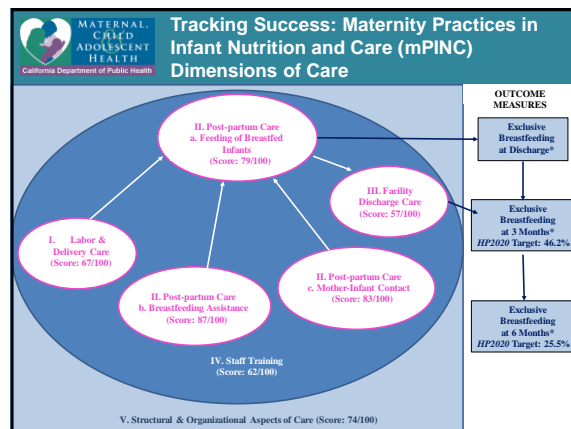 MATERNAL,
CHILD
ADOLESCENT
HEALTH
California Department of Public Health
Tracking Success: Maternity Practices in
Infant Nutrition and Care (mPINC)
Dimensions of Care
OUTCOME
MEASURES
II. Post-partum Care
a. Feeding of Breastfed
Infants
(Score: 79/100)
Exclusive
Breastfeeding
at Discharge*
III. Facility
Discharge Care
(Score: 57/100)
Exclusive
Breastfeeding
at 3 Months*
HP2020 Target: 46.2%
I. Labor &
Delivery Care
(Score: 67/100)
II. Post-partum Care
c. Mother-Infant Contact
(Score: 83/100)
II. Post-partum Care
b. Breastfeeding Assistance
(Score: 87/100)
Exclusive
Breastfeeding
at 6 Months*
HP2020 Target: 25.5%
IV. Staff Training
(Score: 62/100)
V. Structural & Organizational Aspects of Care (Score: 74/100)